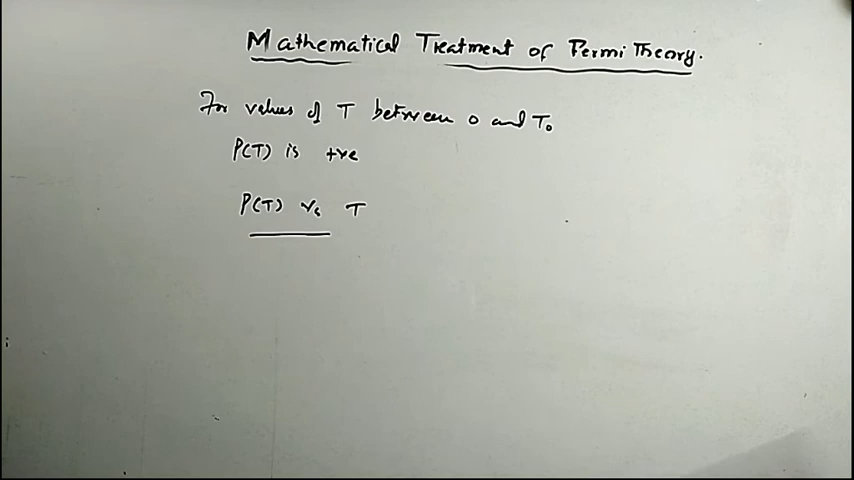 Mathematical Treatment of Fermi Theory.
For values of T between 0 and T₀
P(T) is +ve
P(T) vs T